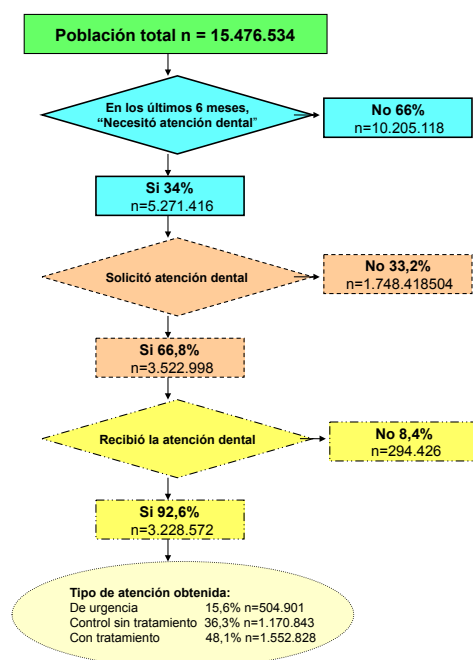 Población total n = 15.476.534
En los últimos 6 meses,
“Necesitó atención dental”
No 66%
n=10.205.118
Si 34%
n=5.271.416
Solicitó atención dental
No 33,2%
n=1.748.418504
Si 66,8%
n=3.522.998
Recibió la atención dental
No 8,4%
n=294.426
Si 92,6%
n=3.228.572
Tipo de atención obtenida:
De urgencia 15,6% n=504.901
Control sin tratamiento 36,3% n=1.170.843
Con tratamiento 48,1% n=1.552.828